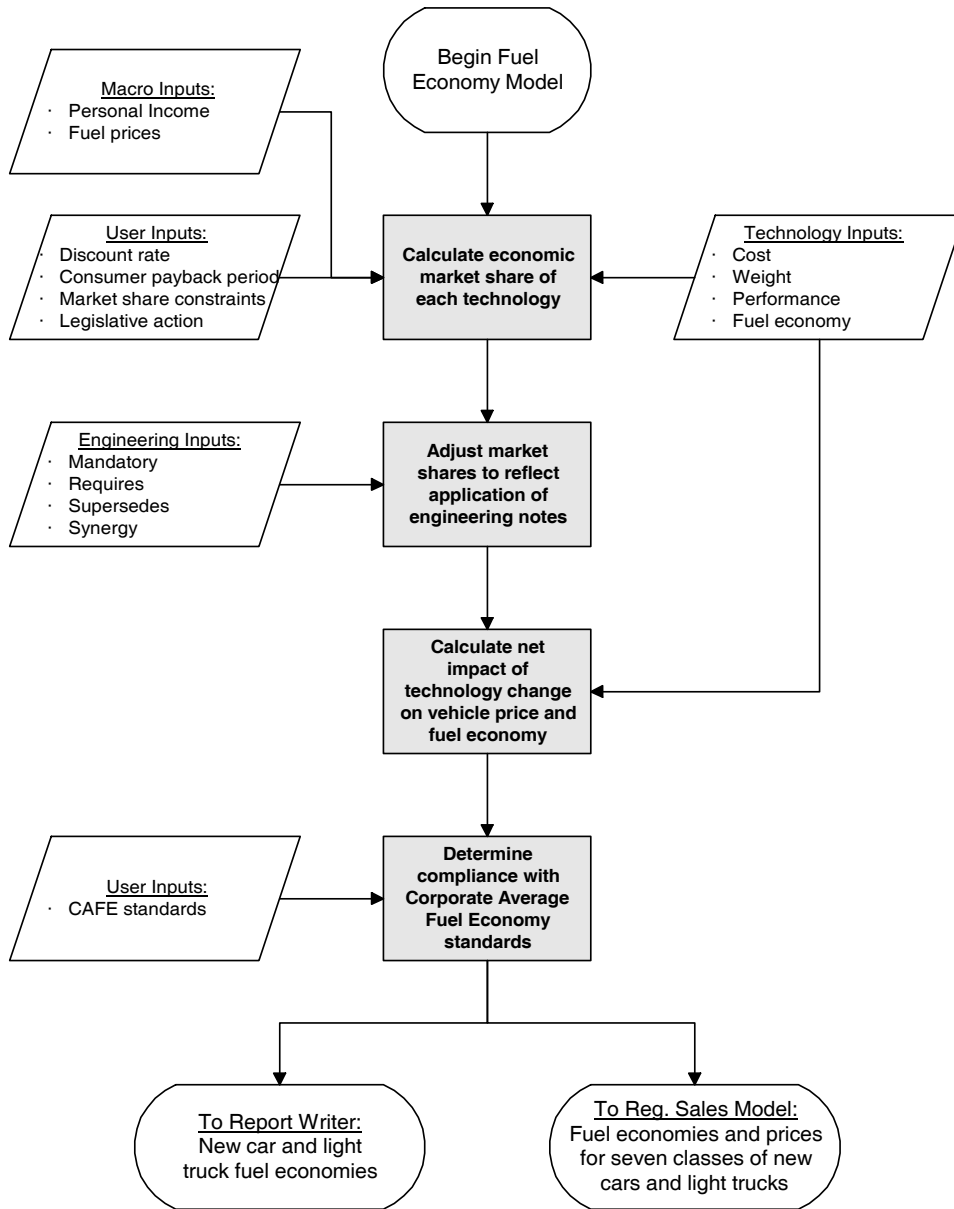 Begin Fuel
Economy Model
Macro Inputs:
· Personal Income
· Fuel prices
User Inputs:
· Discount rate
· Consumer payback period
· Market share constraints
· Legislative action
Calculate economic
market share of
each technology
Technology Inputs:
· Cost
· Weight
· Performance
· Fuel economy
Engineering Inputs:
· Mandatory
· Requires
· Supersedes
· Synergy
Adjust market
shares to reflect
application of
engineering notes
Calculate net
impact of
technology change
on vehicle price and
fuel economy
User Inputs:
· CAFE standards
Determine
compliance with
Corporate Average
Fuel Economy
standards
To Report Writer:
New car and light
truck fuel economies
To Reg. Sales Model:
Fuel economies and prices
for seven classes of new
cars and light trucks